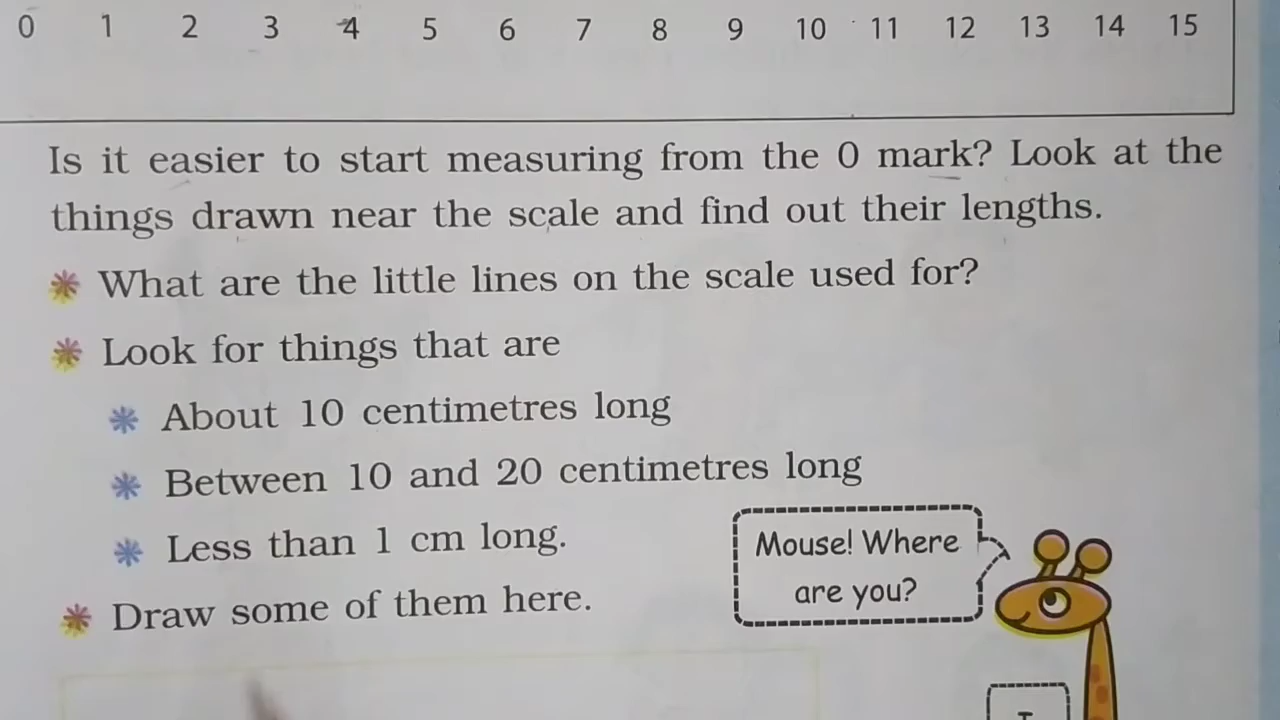 0 1 2 3 4 5 6 7 8 9 10 11 12 13 14 15
Is it easier to start measuring from the 0 mark? Look at the
things drawn near the scale and find out their lengths.
What are the little lines on the scale used for?
Look for things that are
About 10 centimetres long
Between 10 and 20 centimetres long
Less than 1 cm long.
Draw some of them here.
Mouse! Where
are you?